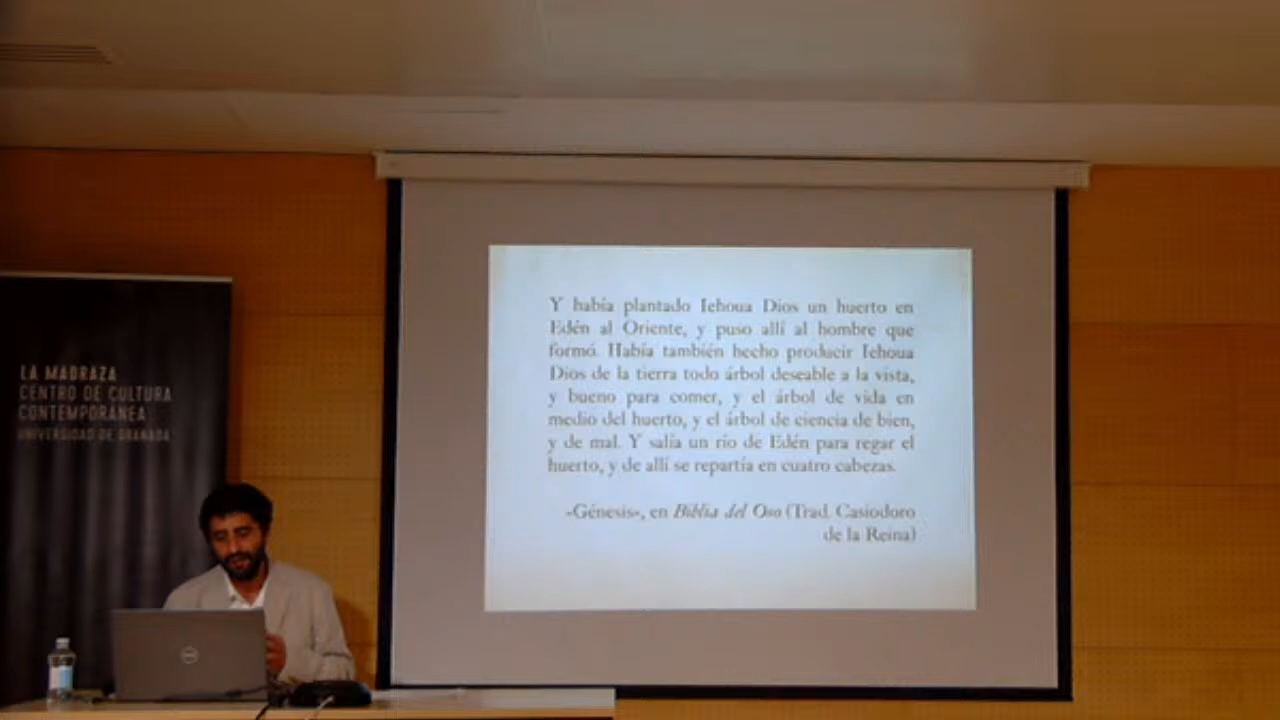 LA MADRAZA
CENTRO DE CULTURA
CONTEMPORÁNEA
UNIVERSIDAD DE GRANADA
Y había plantado Iehoua Dios un huerto en
Edén al Oriente, y puso allí al hombre que
formó. Había también hecho producir Iehoua
Dios de la tierra todo árbol deseable a la vista,
y bueno para comer, y el árbol de vida en
medio del huerto, y el árbol de ciencia de bien,
y de mal. Y salía un río de Edén para regar el
huerto, y de allí se repartía en cuatro cabezas.
«Génesis», en Biblia del Oso (Trad. Casiodoro
de la Reina)
DELL